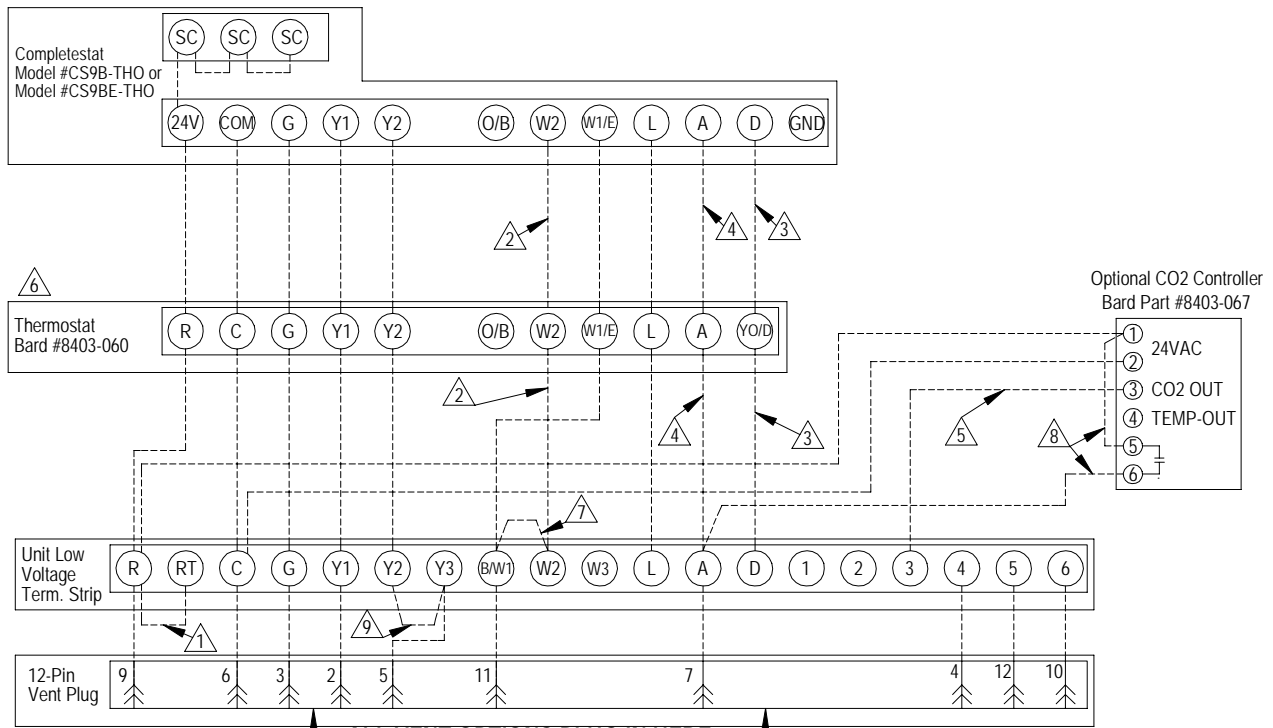 SC SC SC
Completestat
Model #CS9B-THO or
Model #CS9BE-THO
24V COM G Y1 Y2 O/B W2 W1/E L A D GND
2 4 3
6
Thermostat
Bard #8403-060
R C G Y1 Y2 O/B W2 W1/E L A YO/D
Optional CO2 Controller
Bard Part #8403-067
1
24VAC
2
3 CO2 OUT
4 TEMP-OUT
5
6
2 4 3 5 8
7
Unit Low
Voltage
Term. Strip
R RT C G Y1 Y2 Y3 B/W1 W2 W3 L A D 1 2 3 4 5 6
1 9
12-Pin
Vent Plug
9 6 3 2 5 11 7 4 12 10